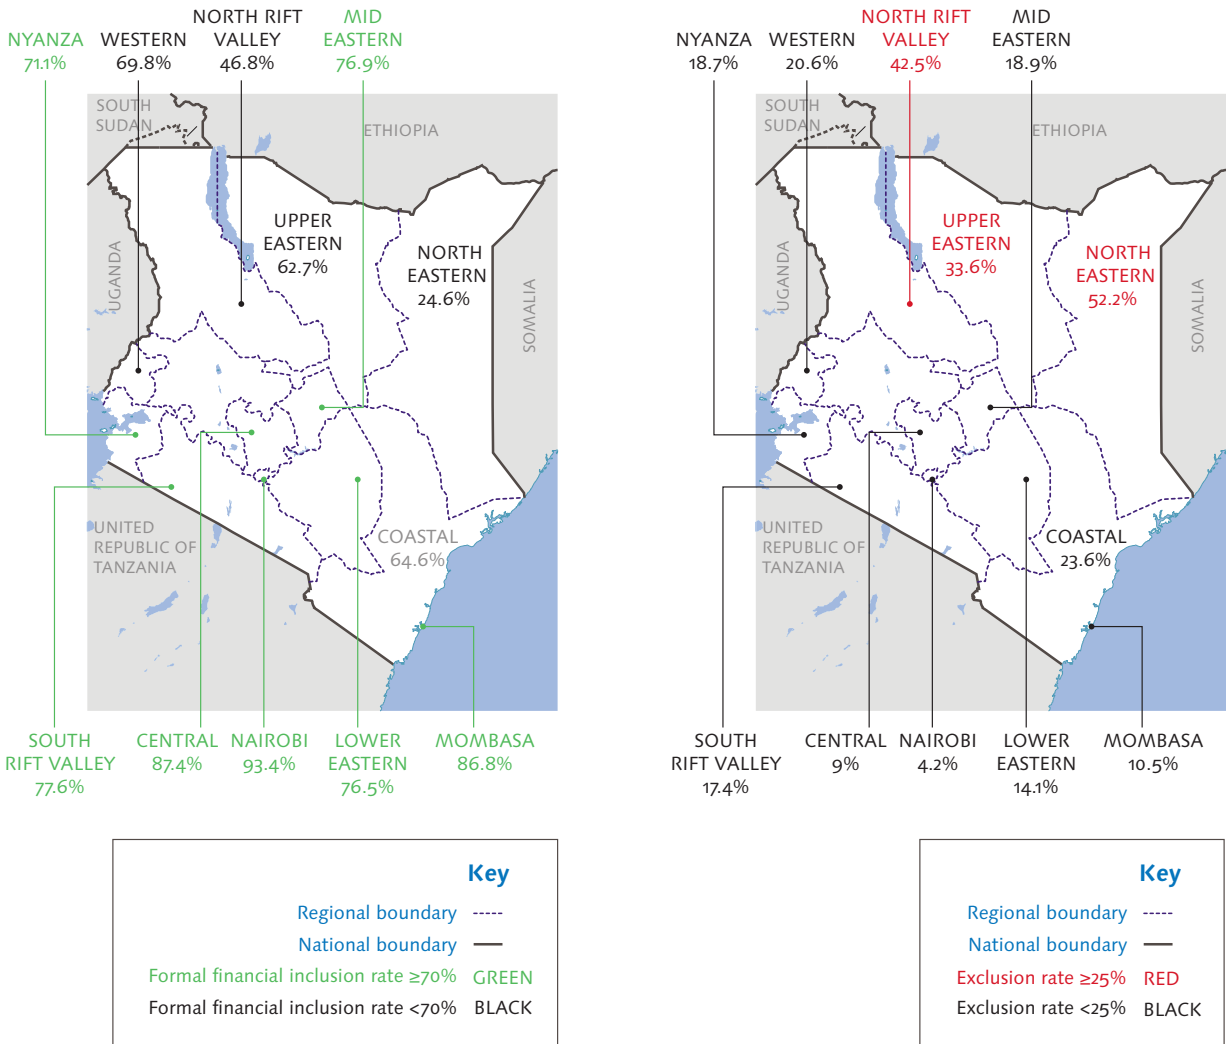 NYANZA
71.1%
WESTERN
69.8%
NORTH RIFT
VALLEY
46.8%
MID
EASTERN
76.9%
SOUTH
SUDAN
ETHIOPIA
UGANDA
SOMALIA
UPPER
EASTERN
62.7%
NORTH
EASTERN
24.6%
COASTAL
64.6%
UNITED
REPUBLIC OF
TANZANIA
SOUTH
RIFT VALLEY
77.6%
CENTRAL
87.4%
NAIROBI
93.4%
LOWER
EASTERN
76.5%
MOMBASA
86.8%
Key
Regional boundary
National boundary
Formal financial inclusion rate ≥70% GREEN
Formal financial inclusion rate <70% BLACK
NYANZA
18.7%
WESTERN
20.6%
NORTH RIFT
VALLEY
42.5%
MID
EASTERN
18.9%
SOUTH
SUDAN
ETHIOPIA
UGANDA
SOMALIA
UPPER
EASTERN
33.6%
NORTH
EASTERN
52.2%
COASTAL
23.6%
UNITED
REPUBLIC OF
TANZANIA
SOUTH
RIFT VALLEY
17.4%
CENTRAL
9%
NAIROBI
4.2%
LOWER
EASTERN
14.1%
MOMBASA
10.5%
Key
Regional boundary
National boundary
Exclusion rate ≥25% RED
Exclusion rate <25% BLACK